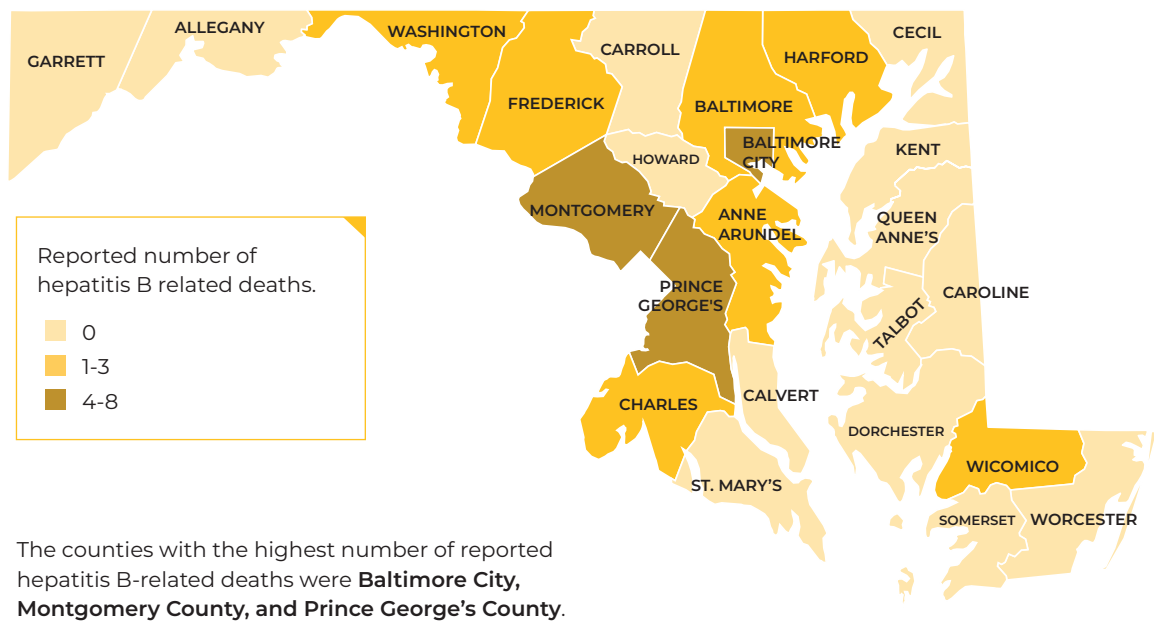 GARRETT
ALLEGANY
WASHINGTON
FREDERICK
CARROLL
BALTIMORE
HARFORD
CECIL
BALTIMORE
CITY
HOWARD
KENT
MONTGOMERY
ANNE
ARUNDEL
QUEEN
ANNE'S
PRINCE
GEORGE'S
CAROLINE
TALBOT
CHARLES
CALVERT
DORCHESTER
WICOMICO
ST. MARY'S
SOMERSET
WORCESTER
Reported number of
hepatitis B related deaths.
0
1-3
4-8
The counties with the highest number of reported
hepatitis B-related deaths were Baltimore City,
Montgomery County, and Prince George's County.